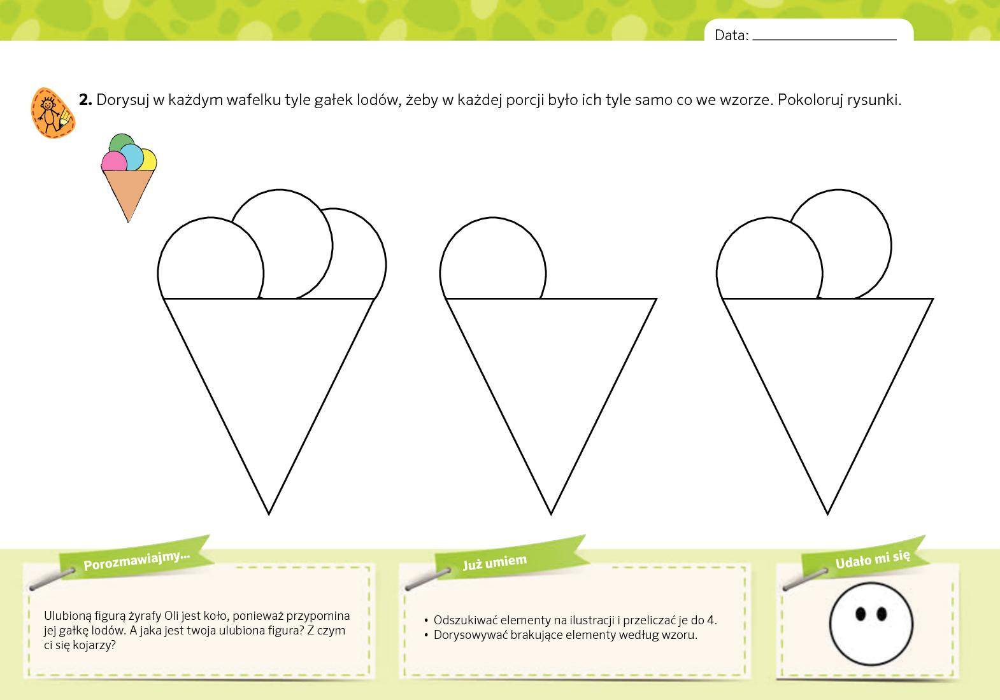 Data:
2. Dorysuj w każdym wafelku tyle gałek lodów, żeby w każdej porcji było ich tyle samo co we wzorze. Pokoloruj rysunki.
Porozmawiajmy...
Ulubioną figurą żyrafy Oli jest koło, ponieważ przypomina
jej gałkę lodów. A jaka jest twoja ulubiona figura? Z czym
ci się kojarzy?
Już umiem
• Odszukiwać elementy na ilustracji i przeliczać je do 4.
• Dorysowywać brakujące elementy według wzoru.
Udało mi się